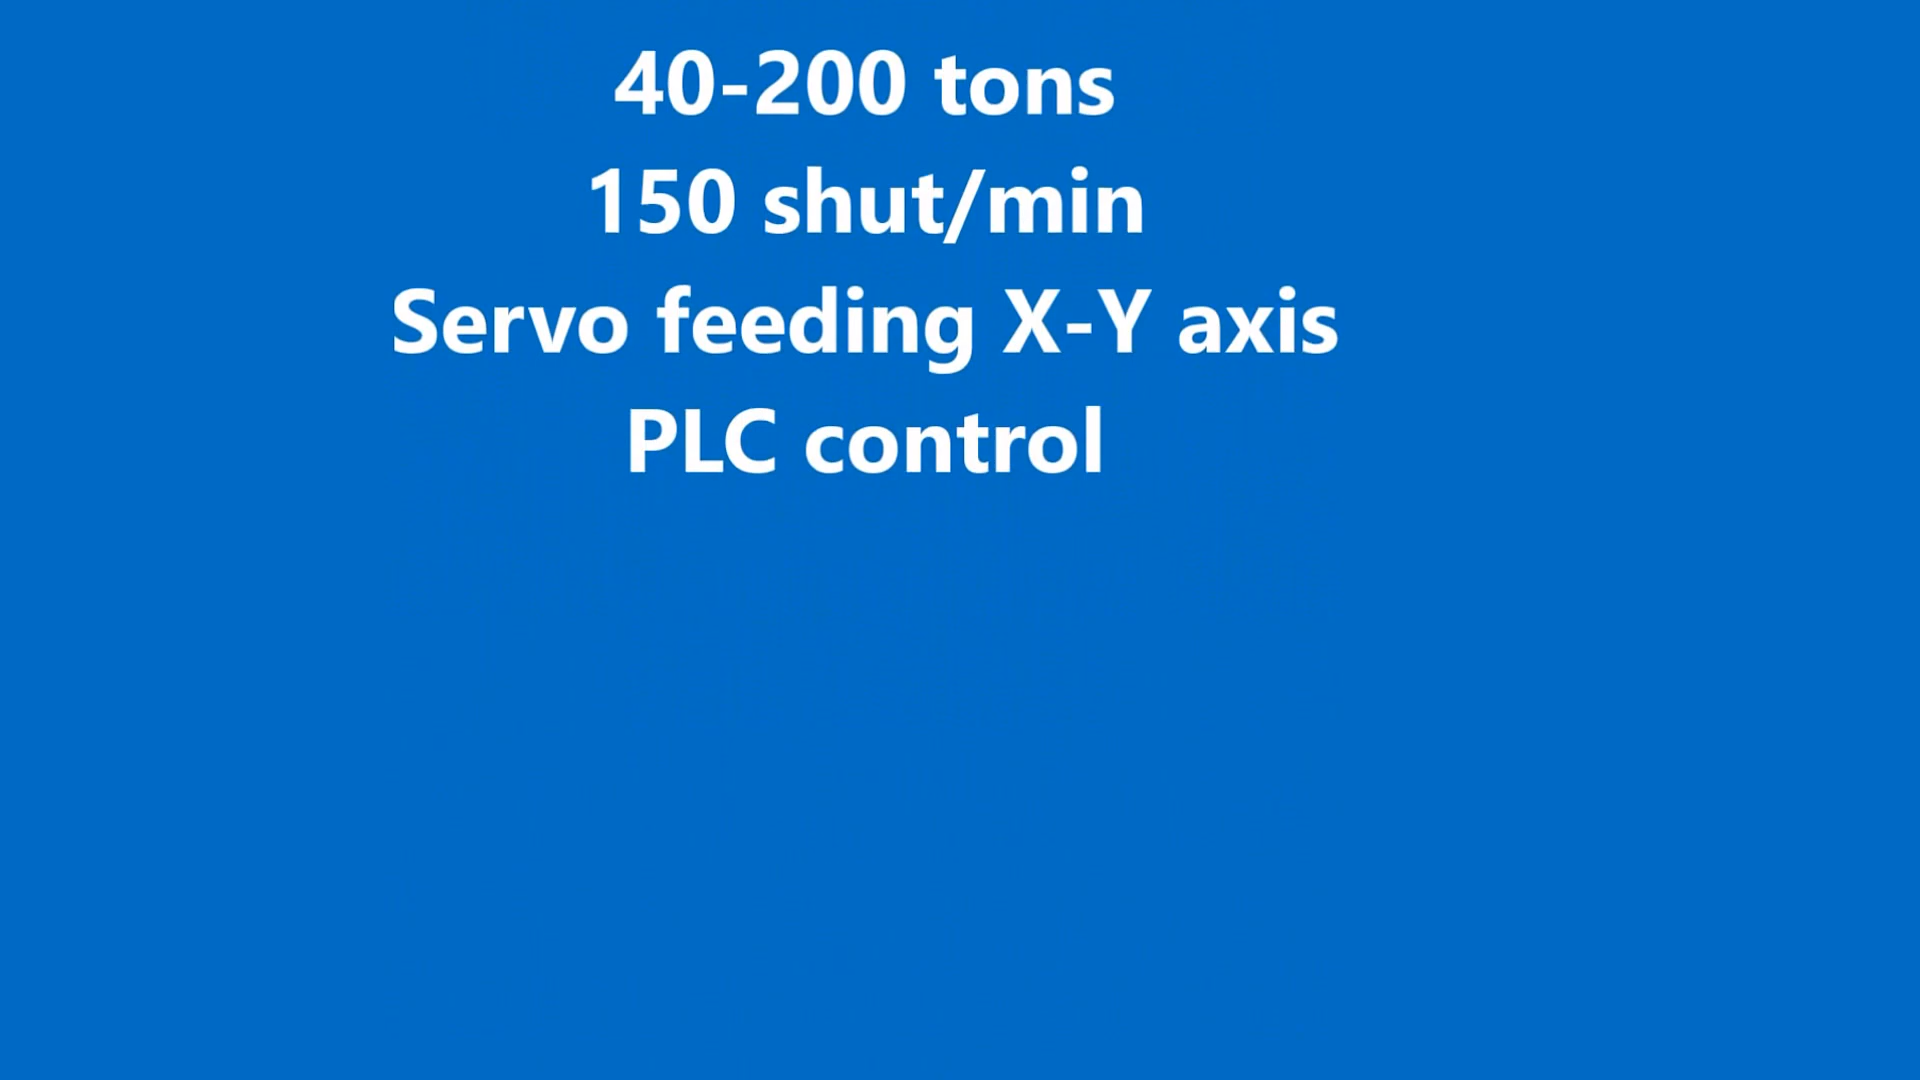 40-200 tons
150 shut/min
Servo feeding X-Y axis
PLC control